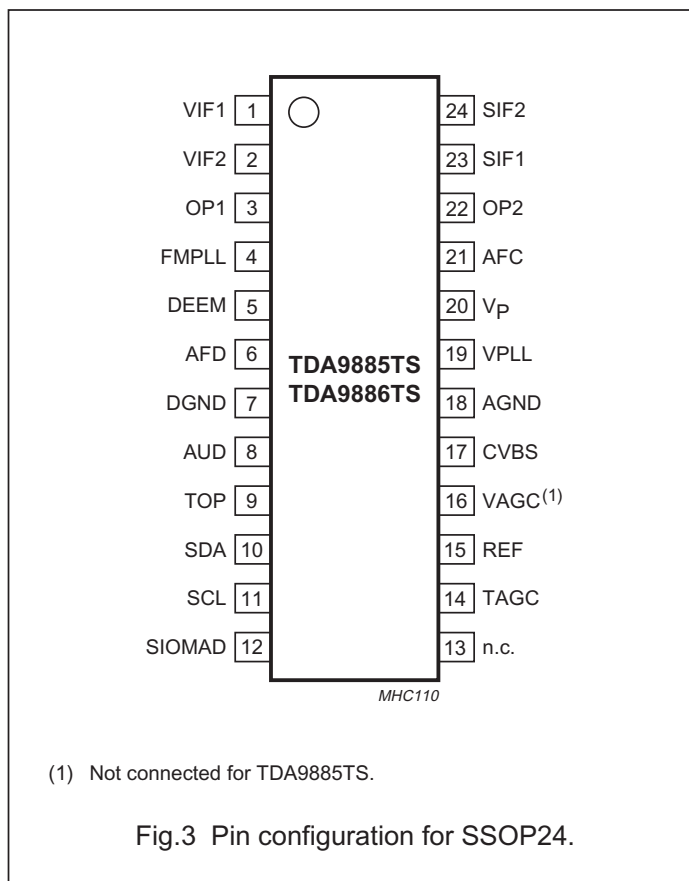 VIF1 1
VIF2 2
OP1 3
FMPLL 4
DEEM 5
AFD 6
DGND 7
AUD 8
TOP 9
SDA 10
SCL 11
SIOMAD 12
TDA9885TS
TDA9886TS
24 SIF2
23 SIF1
22 OP2
21 AFC
20 VP
19 VPLL
18 AGND
17 CVBS
16 VAGC(1)
15 REF
14 TAGC
13 n.c.
MHC110
(1) Not connected for TDA9885TS.
Fig.3 Pin configuration for SSOP24.